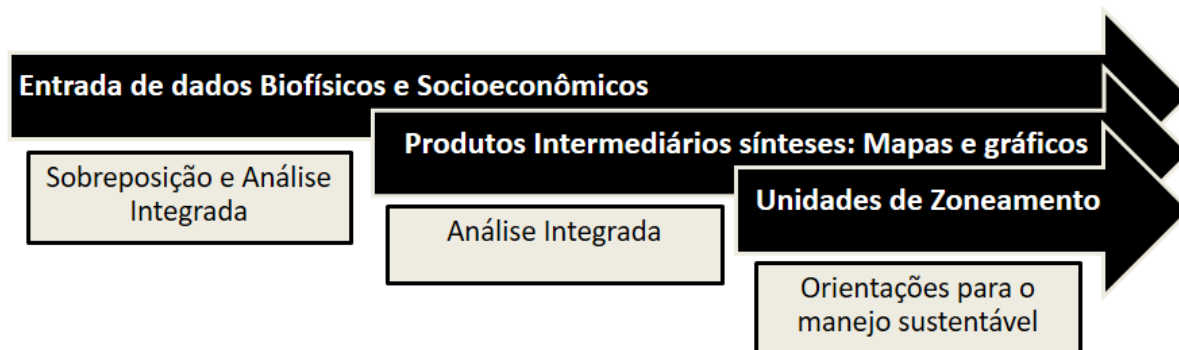 Entrada de dados Biofísicos e Socioeconômicos
Sobreposição e Análise
Integrada
Produtos Intermediários sínteses: Mapas e gráficos
Análise Integrada
Unidades de Zoneamento
Orientações para o
manejo sustentável